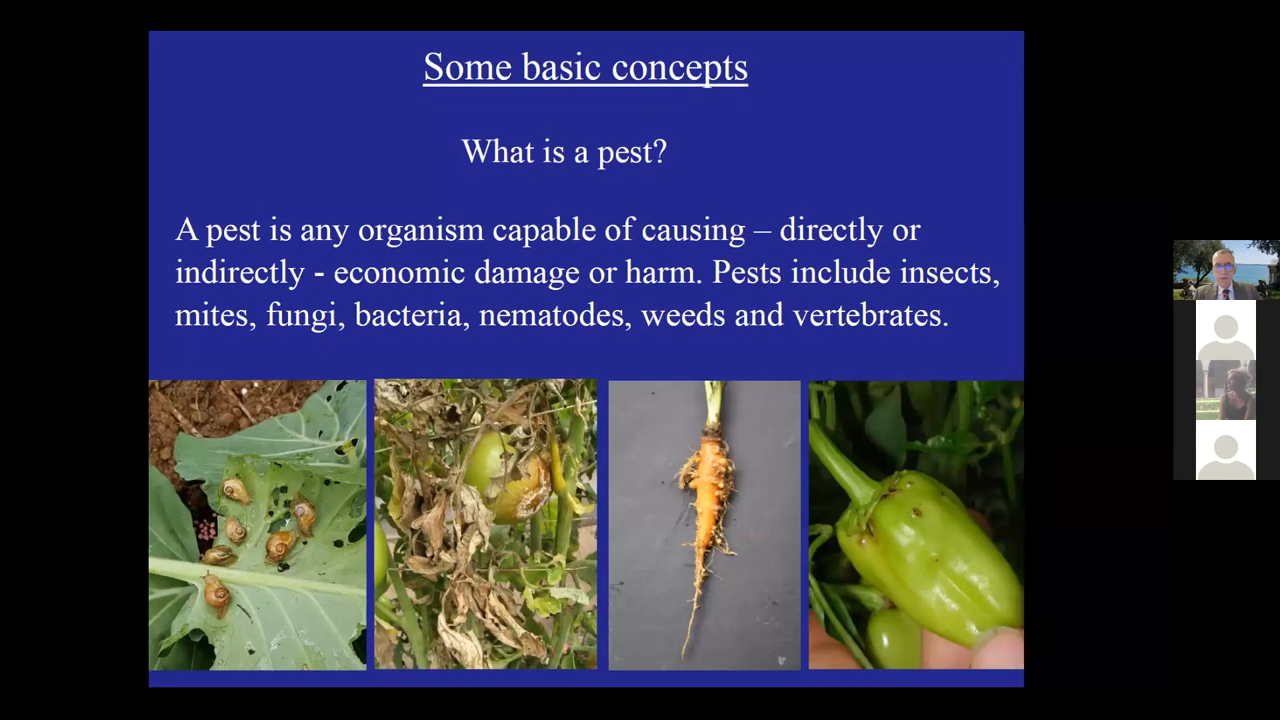 Some basic concepts
What is a pest?
A pest is any organism capable of causing – directly or
indirectly - economic damage or harm. Pests include insects,
mites, fungi, bacteria, nematodes, weeds and vertebrates.